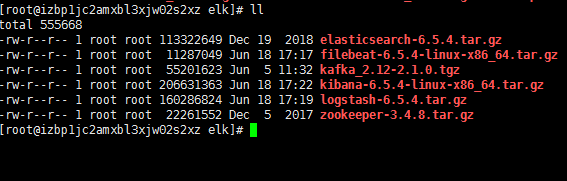 [root@izbp1jc2amxbl3xjw02s2xz elk]# ll
total 555668
-rw-r--r-- 1 root root 113322649 Dec 19  2018 elasticsearch-6.5.4.tar.gz
-rw-r--r-- 1 root root  11287049 Jun 18 17:17 filebeat-6.5.4-linux-x86_64.tar.gz
-rw-r--r-- 1 root root  55201623 Jun  5 11:32 kafka_2.12-2.1.0.tgz
-rw-r--r-- 1 root root 206631363 Jun 18 17:22 kibana-6.5.4-linux-x86_64.tar.gz
-rw-r--r-- 1 root root 160286824 Jun 18 17:19 logstash-6.5.4.tar.gz
-rw-r--r-- 1 root root  22261552 Dec  5  2017 zookeeper-3.4.8.tar.gz
[root@izbp1jc2amxbl3xjw02s2xz elk]#